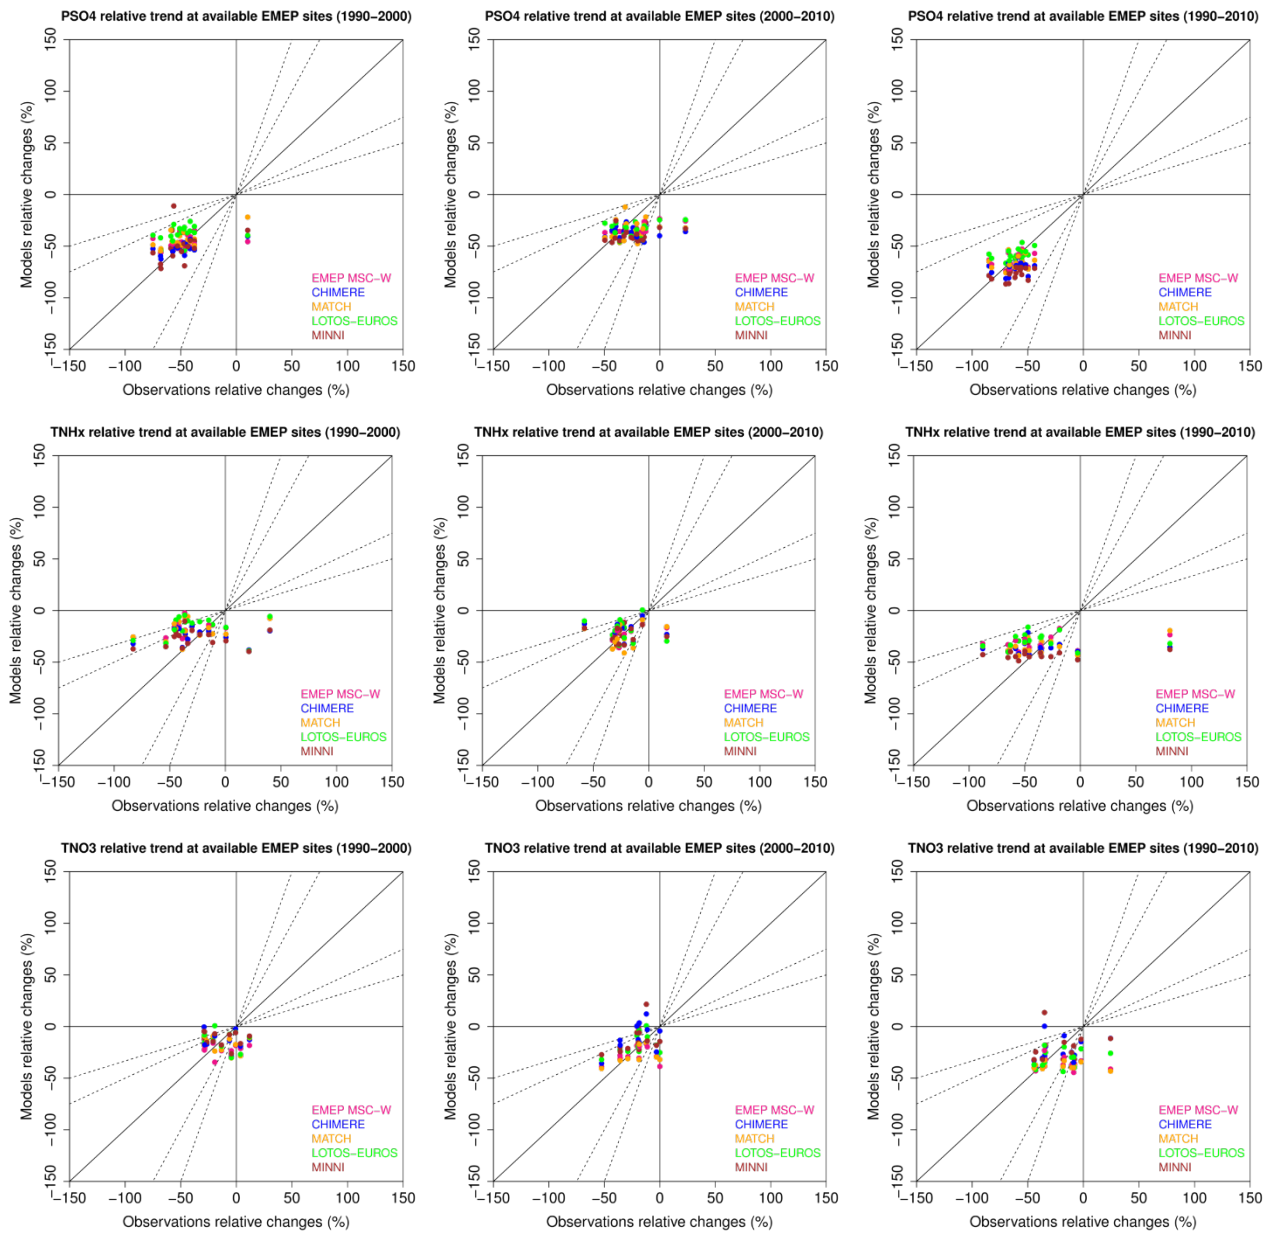 PSO4 relative trend at available EMEP sites (1990−2000)
150
100
50
0
−50
−100
−150
Models relative changes (%)
EMEP MSC−W
CHIMERE
MATCH
LOTOS−EUROS
MINNI
−150 −100 −50 0 50 100 150
Observations relative changes (%)
PSO4 relative trend at available EMEP sites (2000−2010)
150
100
50
0
−50
−100
−150
Models relative changes (%)
EMEP MSC−W
CHIMERE
MATCH
LOTOS−EUROS
MINNI
−150 −100 −50 0 50 100 150
Observations relative changes (%)
PSO4 relative trend at available EMEP sites (1990−2010)
150
100
50
0
−50
−100
−150
Models relative changes (%)
EMEP MSC−W
CHIMERE
MATCH
LOTOS−EUROS
MINNI
−150 −100 −50 0 50 100 150
Observations relative changes (%)
TNHx relative trend at available EMEP sites (1990−2000)
150
100
50
0
−50
−100
−150
Models relative changes (%)
EMEP MSC−W
CHIMERE
MATCH
LOTOS−EUROS
MINNI
−150 −100 −50 0 50 100 150
Observations relative changes (%)
TNHx relative trend at available EMEP sites (2000−2010)
150
100
50
0
−50
−100
−150
Models relative changes (%)
EMEP MSC−W
CHIMERE
MATCH
LOTOS−EUROS
MINNI
−150 −100 −50 0 50 100 150
Observations relative changes (%)
TNHx relative trend at available EMEP sites (1990−2010)
150
100
50
0
−50
−100
−150
Models relative changes (%)
EMEP MSC−W
CHIMERE
MATCH
LOTOS−EUROS
MINNI
−150 −100 −50 0 50 100 150
Observations relative changes (%)
TNO3 relative trend at available EMEP sites (1990−2000)
150
100
50
0
−50
−100
−150
Models relative changes (%)
EMEP MSC−W
CHIMERE
MATCH
LOTOS−EUROS
MINNI
−150 −100 −50 0 50 100 150
Observations relative changes (%)
TNO3 relative trend at available EMEP sites (2000−2010)
150
100
50
0
−50
−100
−150
Models relative changes (%)
EMEP MSC−W
CHIMERE
MATCH
LOTOS−EUROS
MINNI
−150 −100 −50 0 50 100 150
Observations relative changes (%)
TNO3 relative trend at available EMEP sites (1990−2010)
150
100
50
0
−50
−100
−150
Models relative changes (%)
EMEP MSC−W
CHIMERE
MATCH
LOTOS−EUROS
MINNI
−150 −100 −50 0 50 100 150
Observations relative changes (%)